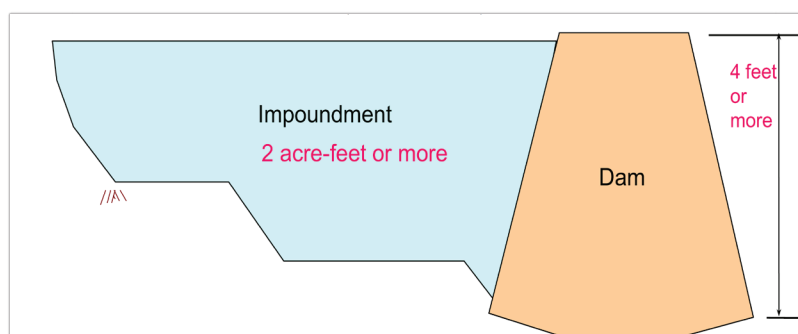 Impoundment
2 acre-feet or more
Dam
4 feet
or
more